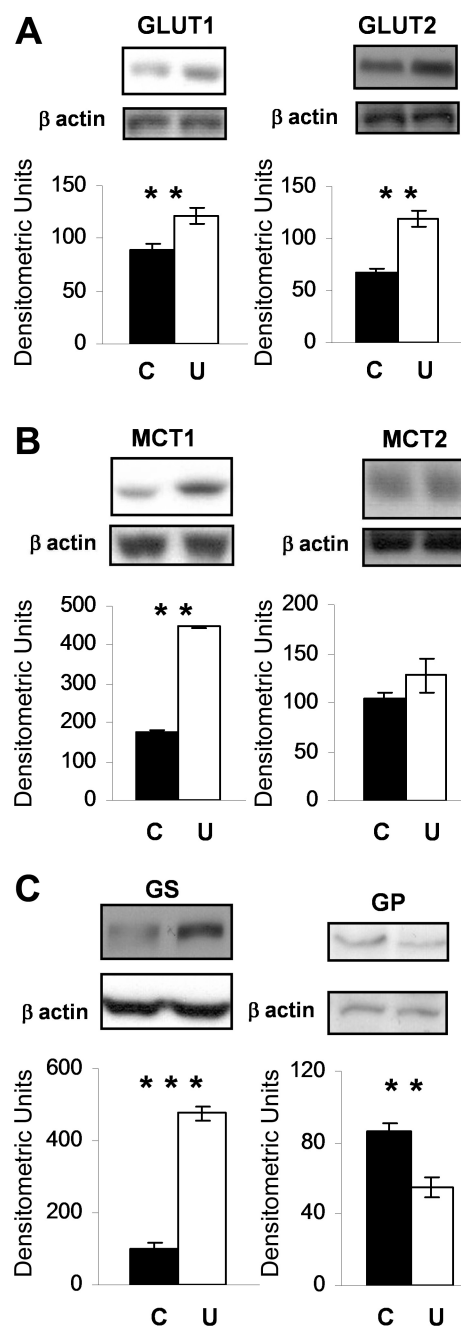 A
GLUT1
GLUT2
β actin
β actin
Densitometric Units
150
100
50
0
* *
C U
Densitometric Units
150
100
50
0
* *
C U
B
MCT1
MCT2
β actin
β actin
Densitometric Units
500
400
300
200
100
0
* *
C U
Densitometric Units
200
150
100
50
0
C U
C
GS
GP
β actin
β actin
Densitometric Units
600
400
200
0
* * *
C U
Densitometric Units
120
80
40
0
* *
C U